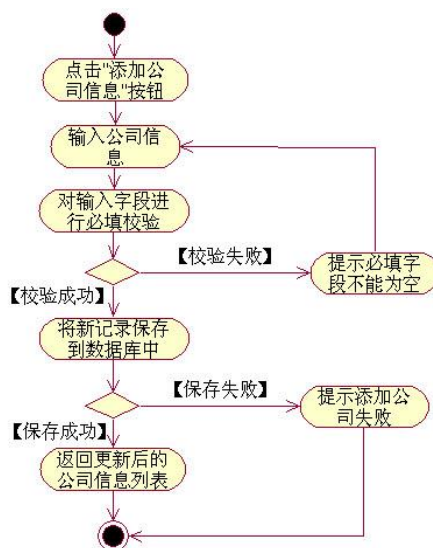 点击"添加公
司信息"按钮
输入公司信
息
对输入字段进
行必填校验
【校验失败】
提示必填字
段不能为空
【校验成功】
将新记录保存
到数据库中
【保存失败】
提示添加公
司失败
【保存成功】
返回更新后的
公司信息列表